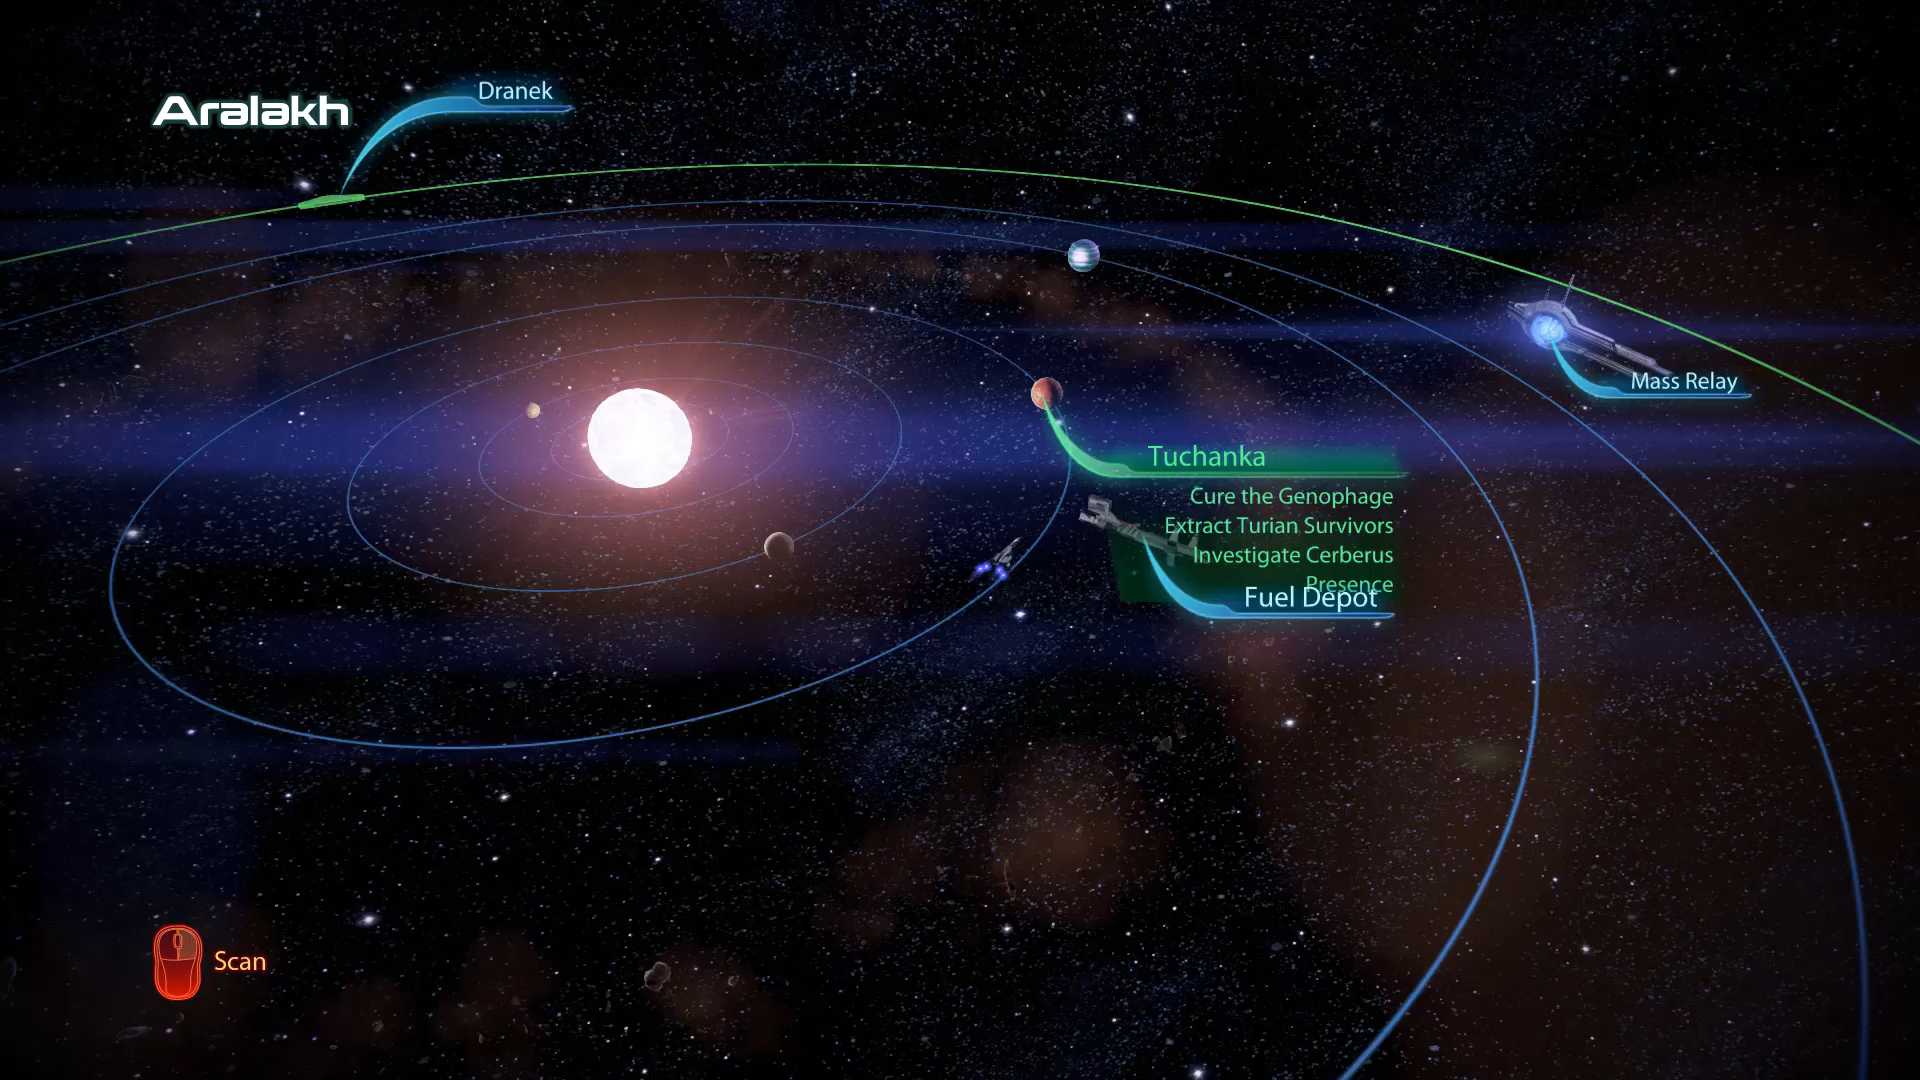 Dranek
Aralakh
Mass Relay
Tuchanka
Cure the Genophage
Extract Turian Survivors
Investigate Cerberus
Presence
Fuel Depot
Scan